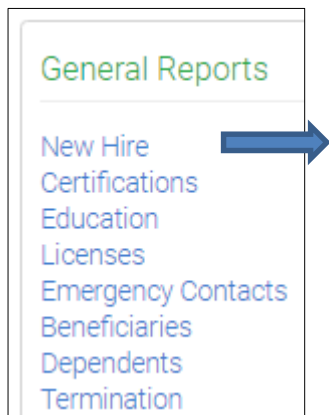 General Reports
New Hire
Certifications
Education
Licenses
Emergency Contacts
Beneficiaries
Dependents
Termination